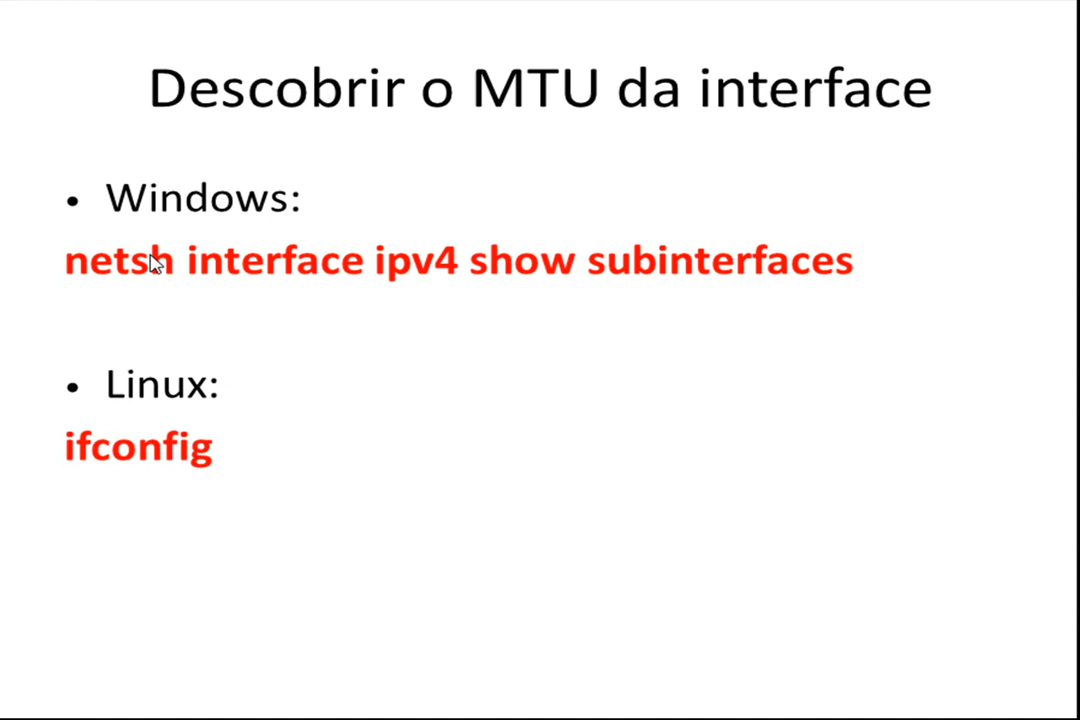 Descobrir o MTU da interface
• Windows:
netsh interface ipv4 show subinterfaces
• Linux:
ifconfig